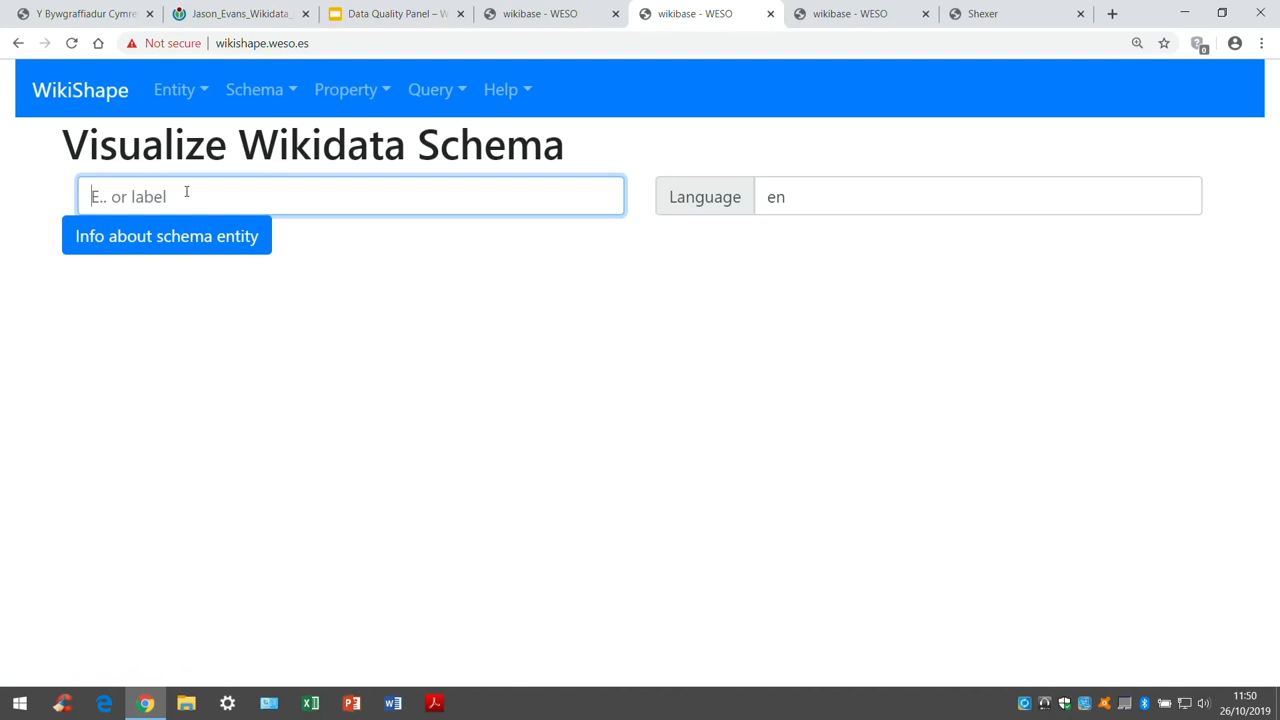 Y Bywgraffiadur Cymre
Jason_Evans_Wikidata_
Data Quality Panel – W
wikibase - WESO
wikibase - WESO
wikibase - WESO
Shexer
Not secure
wikishape.weso.es
0
WikiShape
Entity
Schema
Property
Query
Help
Visualize Wikidata Schema
E.. or label
Language
en
Info about schema entity
11:50
26/10/2019